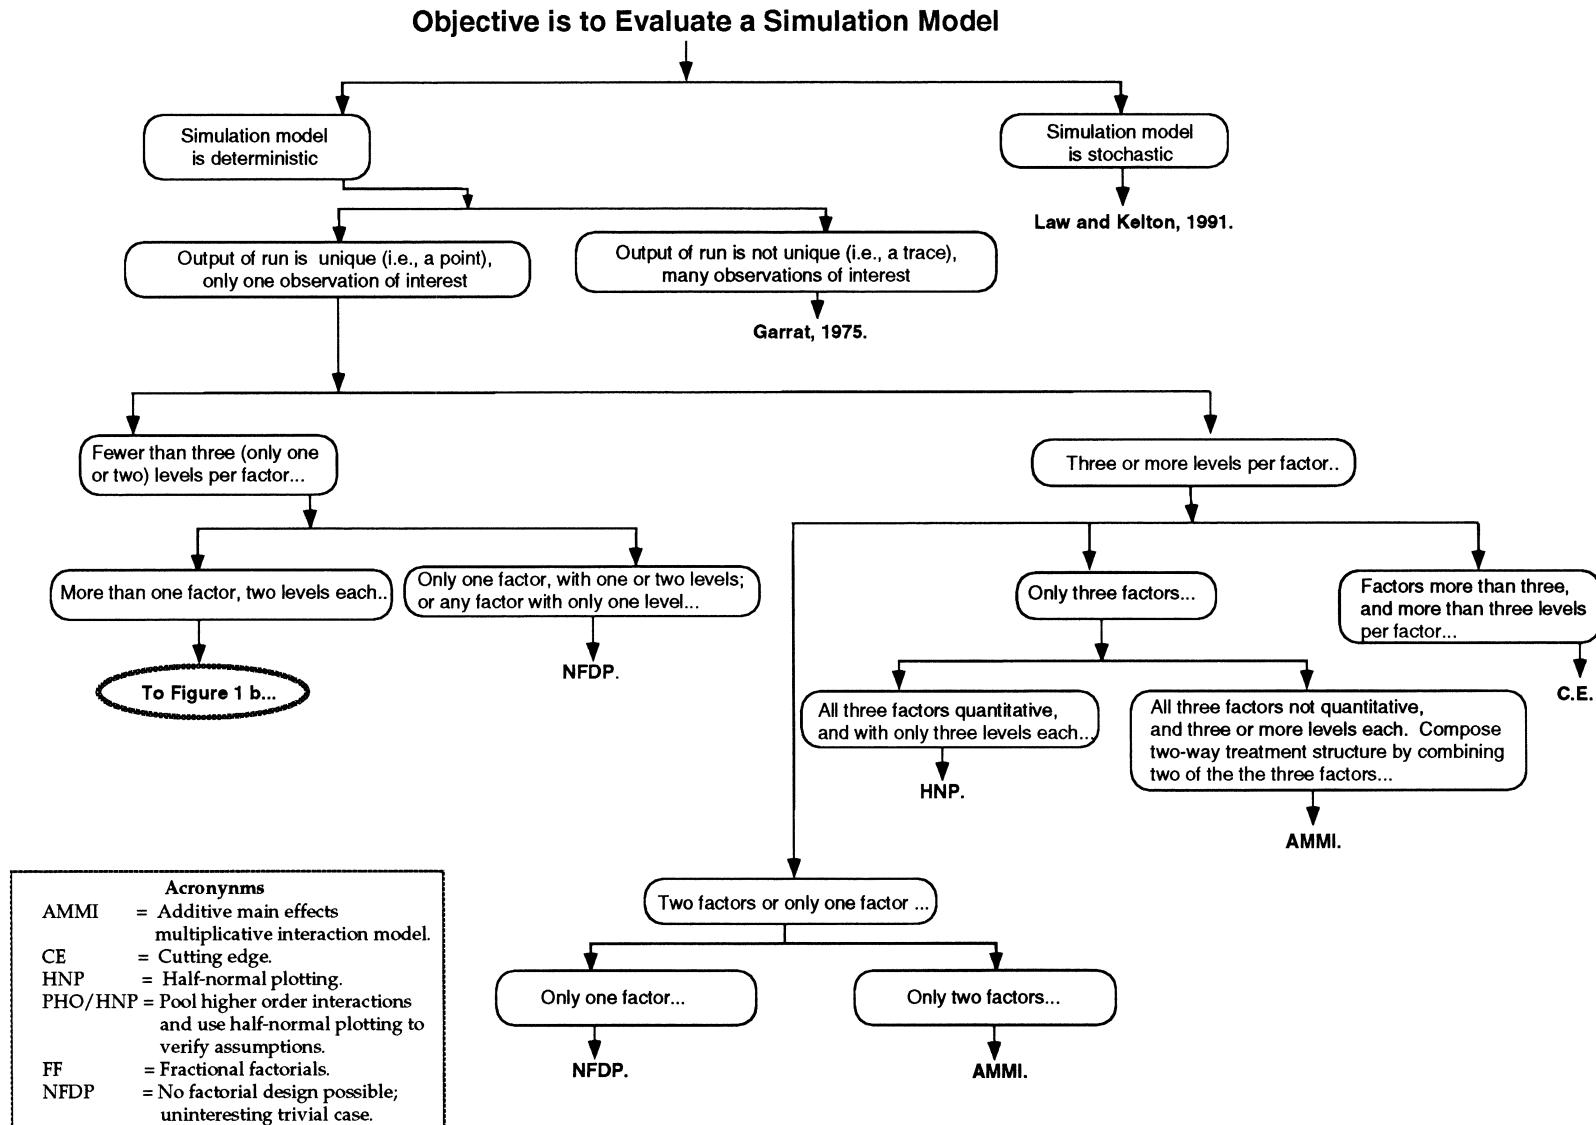 Objective is to Evaluate a Simulation Model
Simulation model
is deterministic
Simulation model
is stochastic
Law and Kelton, 1991.
Output of run is unique (i.e., a point),
only one observation of interest
Output of run is not unique (i.e., a trace),
many observations of interest
Garrat, 1975.
Fewer than three (only one
or two) levels per factor...
Three or more levels per factor..
More than one factor, two levels each..
Only one factor, with one or two levels;
or any factor with only one level...
Only three factors...
Factors more than three,
and more than three levels
per factor...
To Figure 1 b...
NFDP.
C.E.
All three factors quantitative,
and with only three levels each...
All three factors not quantitative,
and three or more levels each. Compose
two-way treatment structure by combining
two of the the three factors...
HNP.
AMMI.
Two factors or only one factor ...
Only one factor...
Only two factors...
NFDP.
AMMI.
Acronynms
AMMI = Additive main effects
multiplicative interaction model.
CE = Cutting edge.
HNP = Half-normal plotting.
PHO/HNP = Pool higher order interactions
and use half-normal plotting to
verify assumptions.
FF = Fractional factorials.
NFDP = No factorial design possible;
uninteresting trivial case.